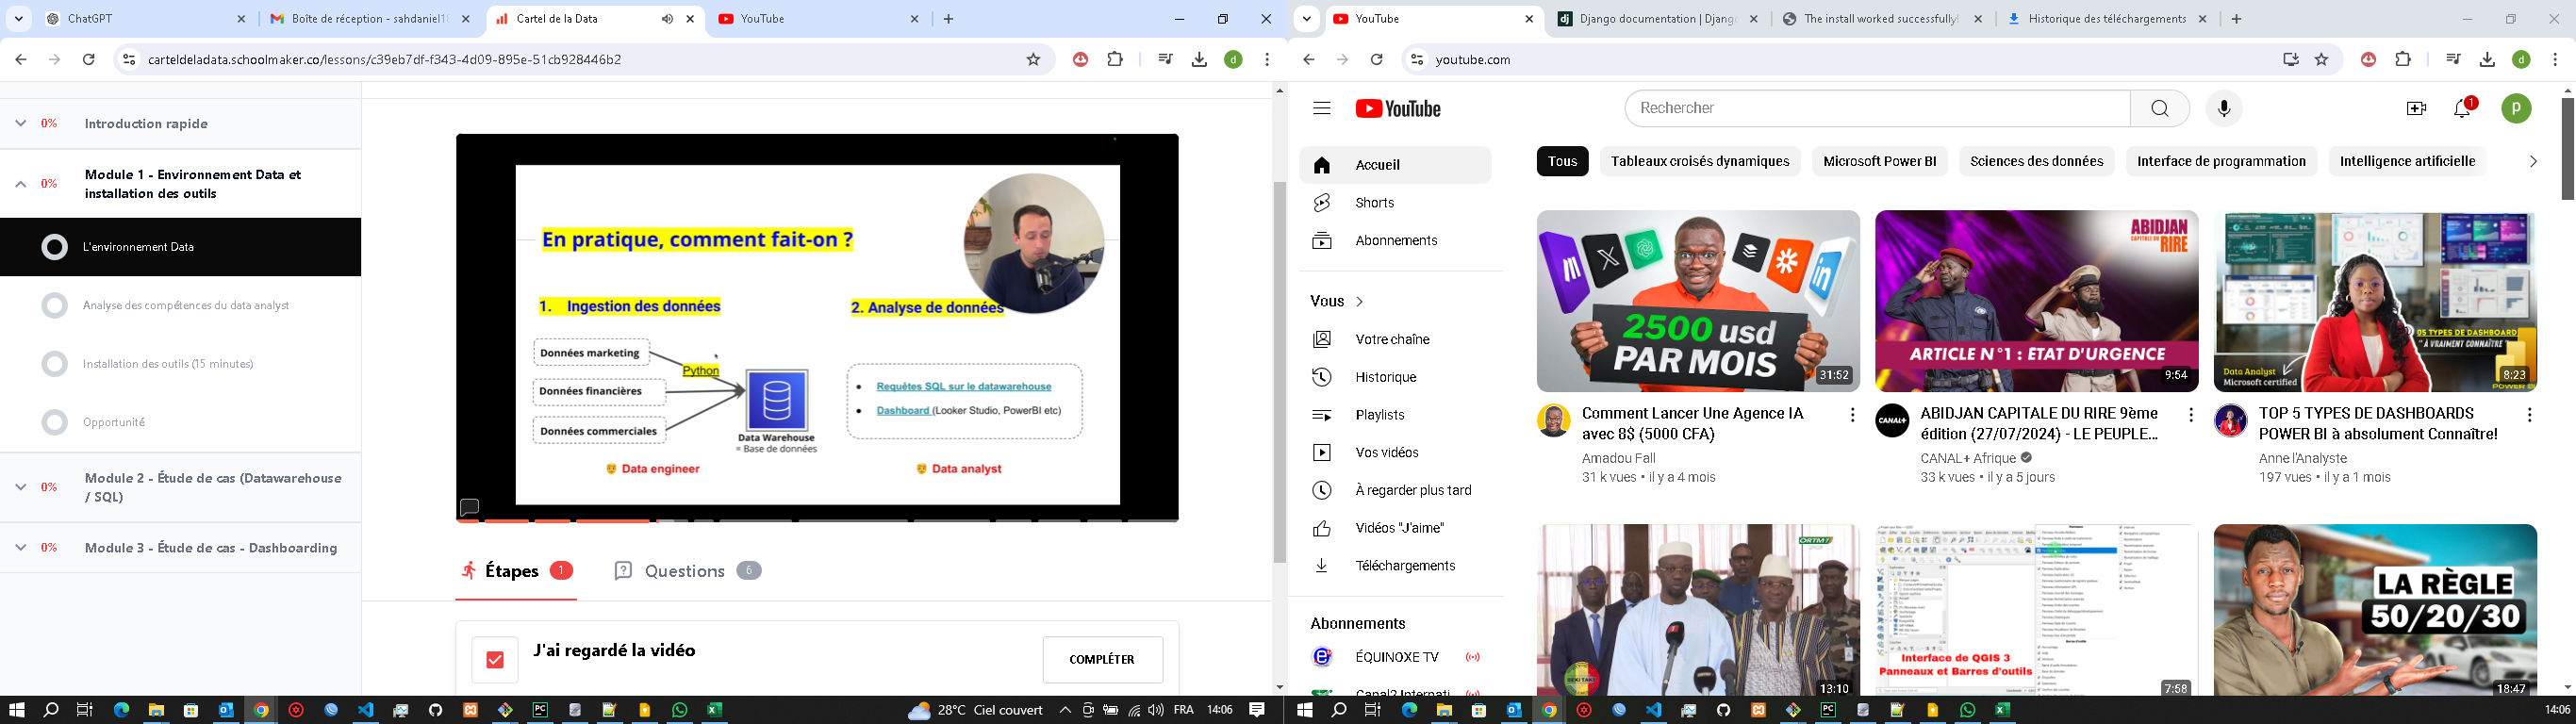 ChatGPT
Boîte de réception - sahdaniel18
Cartel de la Data
YouTube
carteldeladata.schoolmaker.co/lessons/c39eb7df-f343-4d09-895e-51cb928446b2
d
0%
Introduction rapide
0%
Module 1 - Environnement Data et
installation des outils
L'environnement Data
Analyse des compétences du data analyst
Installation des outils (15 minutes)
Opportunité
0%
Module 2 - Étude de cas (Datawarehouse
/ SQL)
0%
Module 3 - Étude de cas - Dashboarding
En pratique, comment fait-on ?
1. Ingestion des données
2. Analyse de données
Données marketing
Python
Données financières
Données commerciales
Data Warehouse
= Base de données
• Requêtes SQL sur le datawarehouse
• Dashboard (Looker Studio, PowerBI etc)
Data engineer
Data analyst
Étapes
1
Questions
6
J'ai regardé la vidéo
COMPLÉTER
28°C Ciel couvert
FRA
14:06
YouTube
Django documentation | Django
The install worked successfully!
Historique des téléchargements
youtube.com
d
YouTube
Rechercher
1
p
Tous
Tableaux croisés dynamiques
Microsoft Power BI
Sciences des données
Interface de programmation
Intelligence artificielle
Accueil
Shorts
Abonnements
Vous
Votre chaîne
Historique
Playlists
Vos vidéos
À regarder plus tard
Vidéos "J'aime"
Téléchargements
Abonnements
ÉQUINOXE TV
Canal2 Internati
2500 usd
PAR MOIS
31:52
Comment Lancer Une Agence IA
avec 8$ (5000 CFA)
Amadou Fall
31 k vues • il y a 4 mois
ABIDJAN
CAPITALE DU RIRE
ARTICLE N°1 : ETAT D'URGENCE
9:54
CANAL+
ABIDJAN CAPITALE DU RIRE 9ème
édition (27/07/2024) - LE PEUPLE...
CANAL+ Afrique
33 k vues • il y a 5 jours
05 TYPES DE DASHBOARD
" À VRAIMENT CONNAÎTRE "
Data Analyst
Microsoft certified
POWER BI
8:23
TOP 5 TYPES DE DASHBOARDS
POWER BI à absolument Connaître!
Anne l'Analyste
197 vues • il y a 1 mois
ORTM1
13:10
Interface de QGIS 3
Panneaux et Barres d'outils
7:58
LA RÈGLE
50/20/30
18:47
14:06